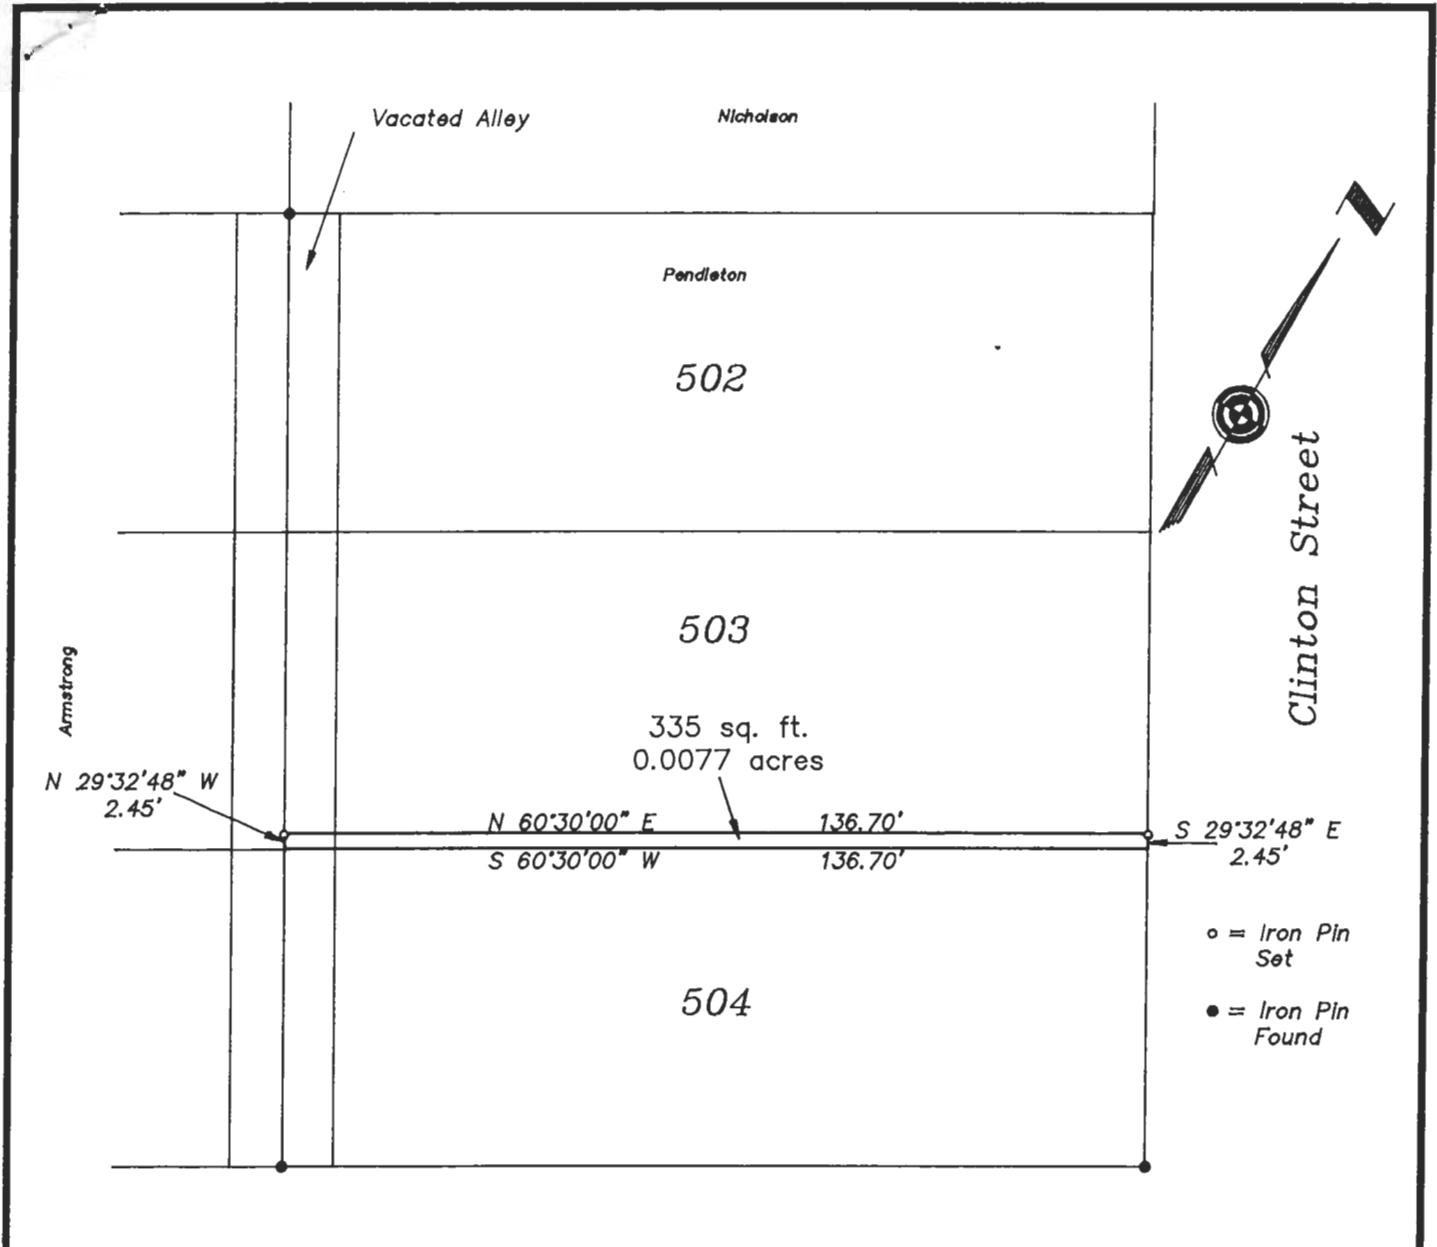 Vacated Alley
Nicholson
Pendleton
502
Z
Clinton Street
503
Armstrong
335 sq. ft.
0.0077 acres
N 29°32'48" W
2.45'
N 60°30'00" E 136.70'
S 60°30'00" W 136.70'
S 29°32'48" E
2.45'
= Iron Pin
Set
504
= Iron Pin
Found